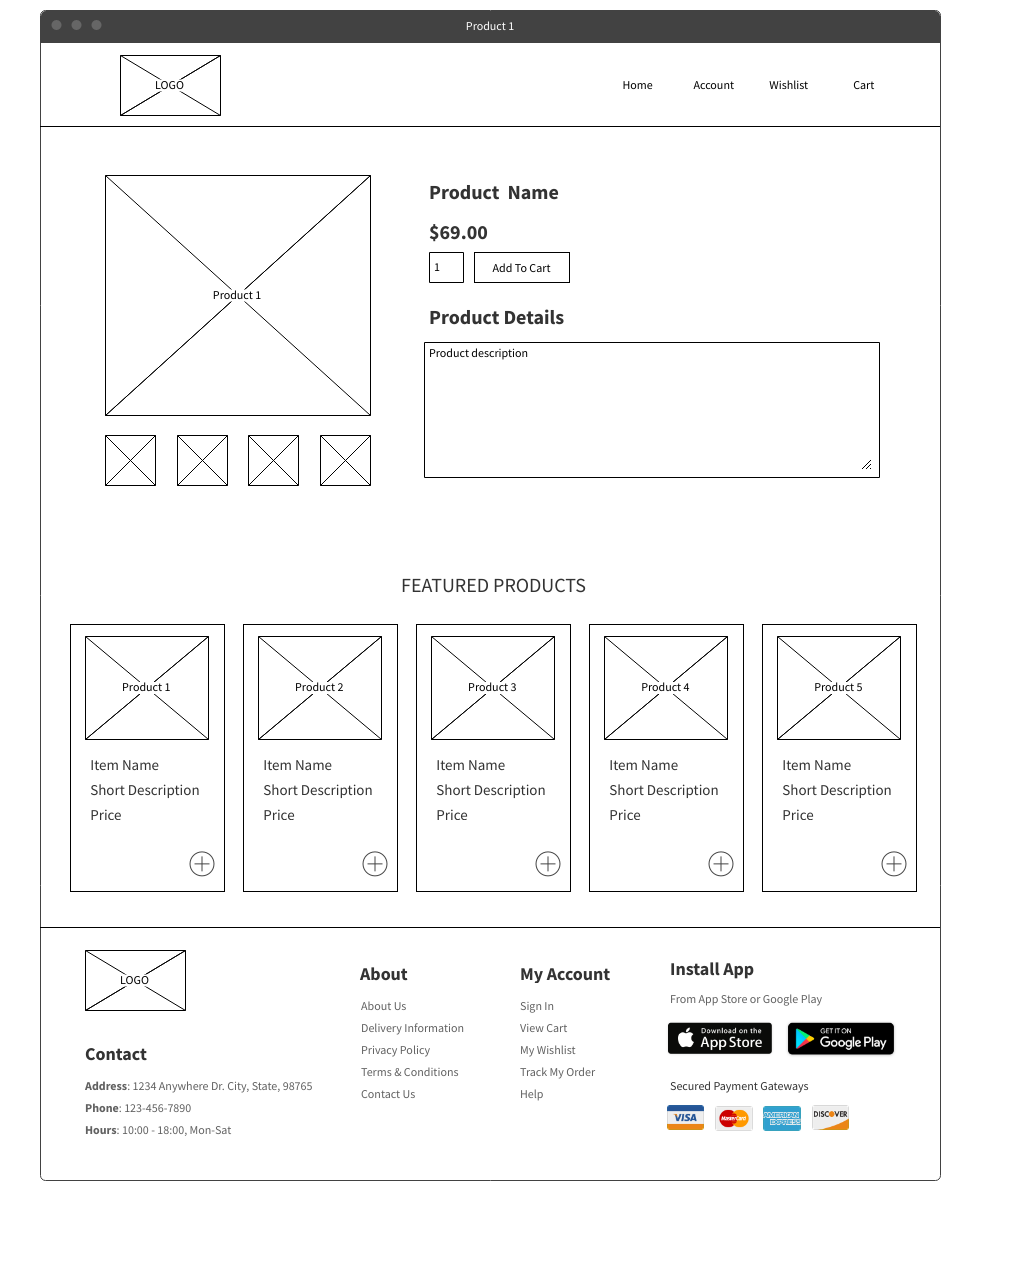 Product 1
LOGO
Home Account Wishlist Cart
Product 1
Product Name
$69.00
1 Add To Cart
Product Details
Product description
FEATURED PRODUCTS
Product 1 Product 2 Product 3 Product 4 Product 5
Item Name Item Name Item Name Item Name Item Name
Short Description Short Description Short Description Short Description Short Description
Price Price Price Price Price
LOGO
Contact
Address: 1234 Anywhere Dr. City, State, 98765
Phone: 123-456-7890
Hours: 10:00 - 18:00, Mon-Sat
About
About Us
Delivery Information
Privacy Policy
Terms & Conditions
Contact Us
My Account
Sign In
View Cart
My Wishlist
Track My Order
Help
Install App
From App Store or Google Play
Download on the
App Store
GET IT ON
Google Play
Secured Payment Gateways
VISA
MasterCard
AMERICAN
EXPRESS
DISCOVER